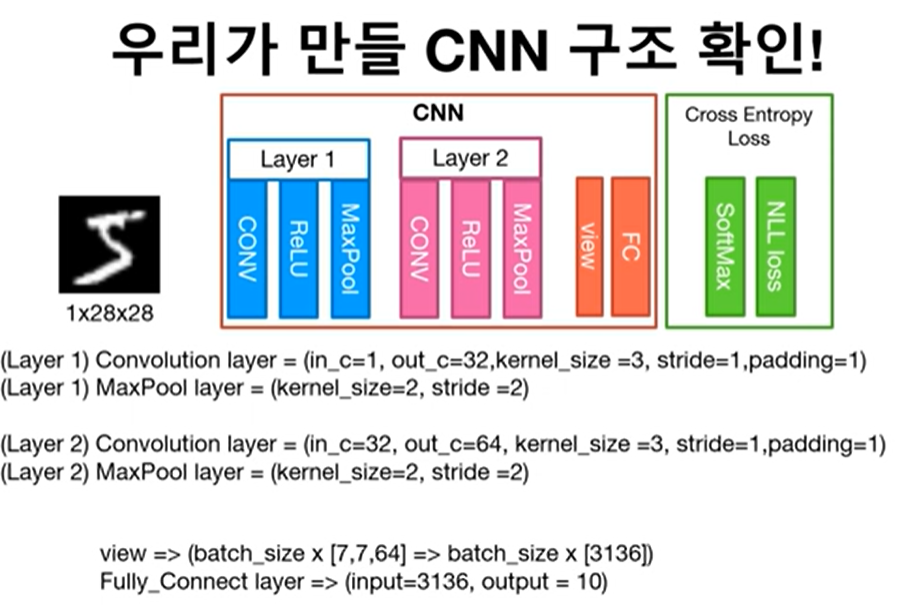 우리가 만들 CNN 구조 확인!
CNN
Cross Entropy
Loss
Layer 1
Layer 2
CONV
ReLU
MaxPool
CONV
ReLU
MaxPool
view
FC
SoftMax
NLL loss
1x28x28
(Layer 1) Convolution layer = (in_c=1, out_c=32,kernel_size =3, stride=1,padding=1)
(Layer 1) MaxPool layer = (kernel_size=2, stride =2)
(Layer 2) Convolution layer = (in_c=32, out_c=64, kernel_size =3, stride=1,padding=1)
(Layer 2) MaxPool layer = (kernel_size=2, stride =2)
view => (batch_size x [7,7,64] => batch_size x [3136])
Fully_Connect layer => (input=3136, output = 10)